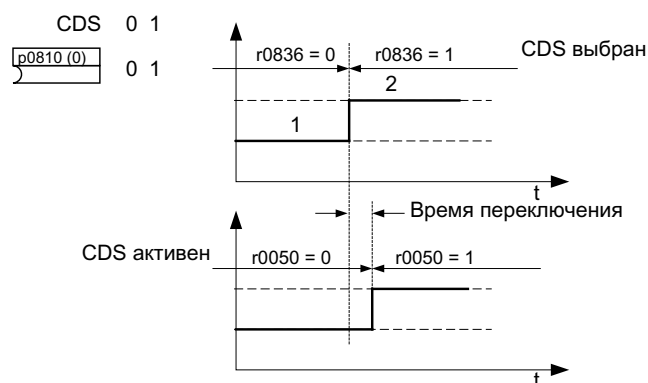 CDS 0 1
p0810 (0) 0 1
r0836 = 0 r0836 = 1 CDS выбран
2
1
t
Время переключения
CDS активен
r0050 = 0 r0050 = 1
t